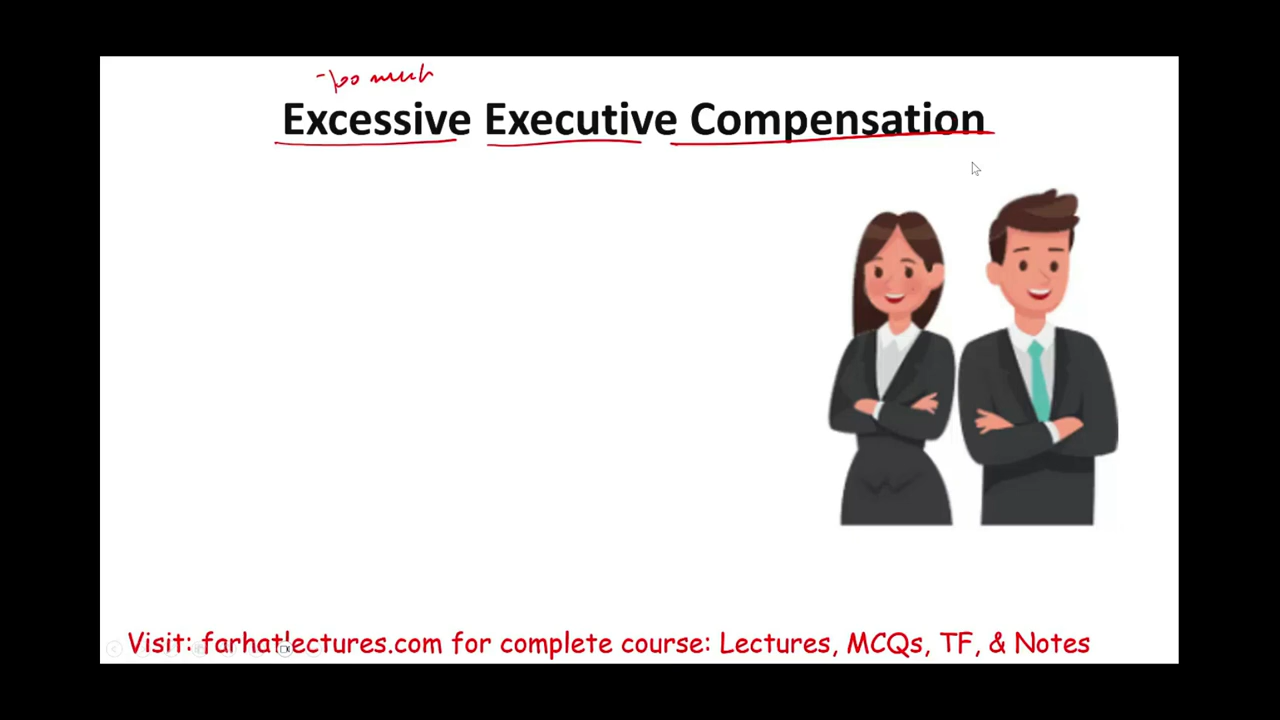 too much
Excessive Executive Compensation
Visit: farhatlectures.com for complete course: Lectures, MCQs, TF, & Notes